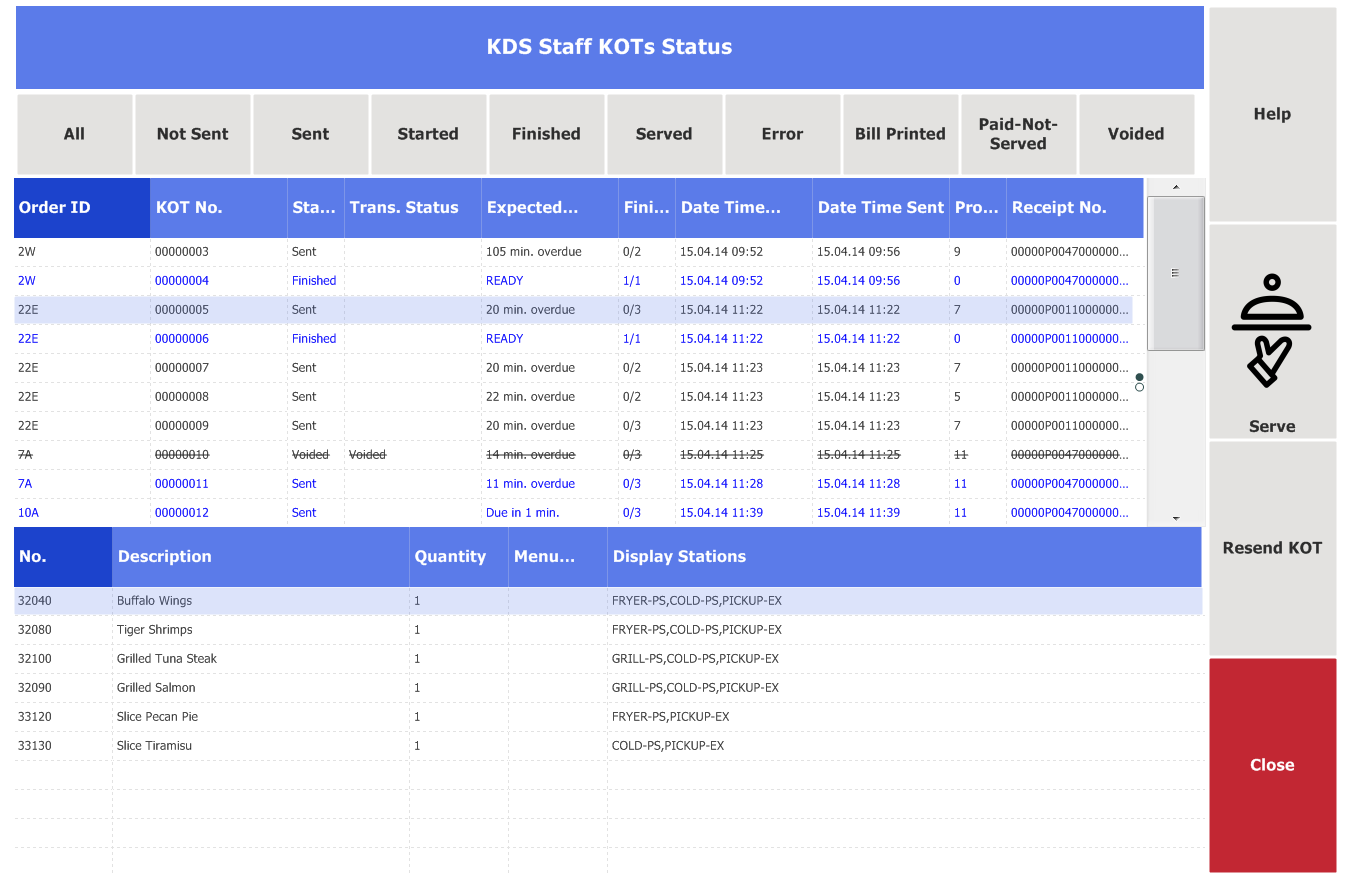 KDS Staff KOTs Status
Help
All Not Sent Sent Started Finished Served Error Bill Printed Paid-Not-Served Voided
Order ID KOT No. Sta... Trans. Status Expected... Fini... Date Time... Date Time Sent Pro... Receipt No.
2W 00000003 Sent 105 min. overdue 0/2 15.04.14 09:52 15.04.14 09:56 9 00000P0047000000...
2W 00000004 Finished READY 1/1 15.04.14 09:52 15.04.14 09:56 0 00000P0047000000...
22E 00000005 Sent 20 min. overdue 0/3 15.04.14 11:22 15.04.14 11:22 7 00000P0011000000...
22E 00000006 Finished READY 1/1 15.04.14 11:22 15.04.14 11:22 0 00000P0011000000...
22E 00000007 Sent 20 min. overdue 0/2 15.04.14 11:23 15.04.14 11:23 7 00000P0011000000...
22E 00000008 Sent 22 min. overdue 0/2 15.04.14 11:23 15.04.14 11:23 5 00000P0011000000...
22E 00000009 Sent 20 min. overdue 0/3 15.04.14 11:23 15.04.14 11:23 7 00000P0011000000...
7A 00000010 Voided Voided 14 min. overdue 0/3 15.04.14 11:25 15.04.14 11:25 11 00000P0047000000...
7A 00000011 Sent 11 min. overdue 0/3 15.04.14 11:28 15.04.14 11:28 11 00000P0047000000...
10A 00000012 Sent Due in 1 min. 0/3 15.04.14 11:39 15.04.14 11:39 11 00000P0047000000...
Serve
No. Description Quantity Menu... Display Stations
32040 Buffalo Wings 1 FRYER-PS,COLD-PS,PICKUP-EX
32080 Tiger Shrimps 1 FRYER-PS,COLD-PS,PICKUP-EX
32100 Grilled Tuna Steak 1 GRILL-PS,COLD-PS,PICKUP-EX
32090 Grilled Salmon 1 GRILL-PS,COLD-PS,PICKUP-EX
33120 Slice Pecan Pie 1 FRYER-PS,PICKUP-EX
33130 Slice Tiramisu 1 COLD-PS,PICKUP-EX
Resend KOT
Close